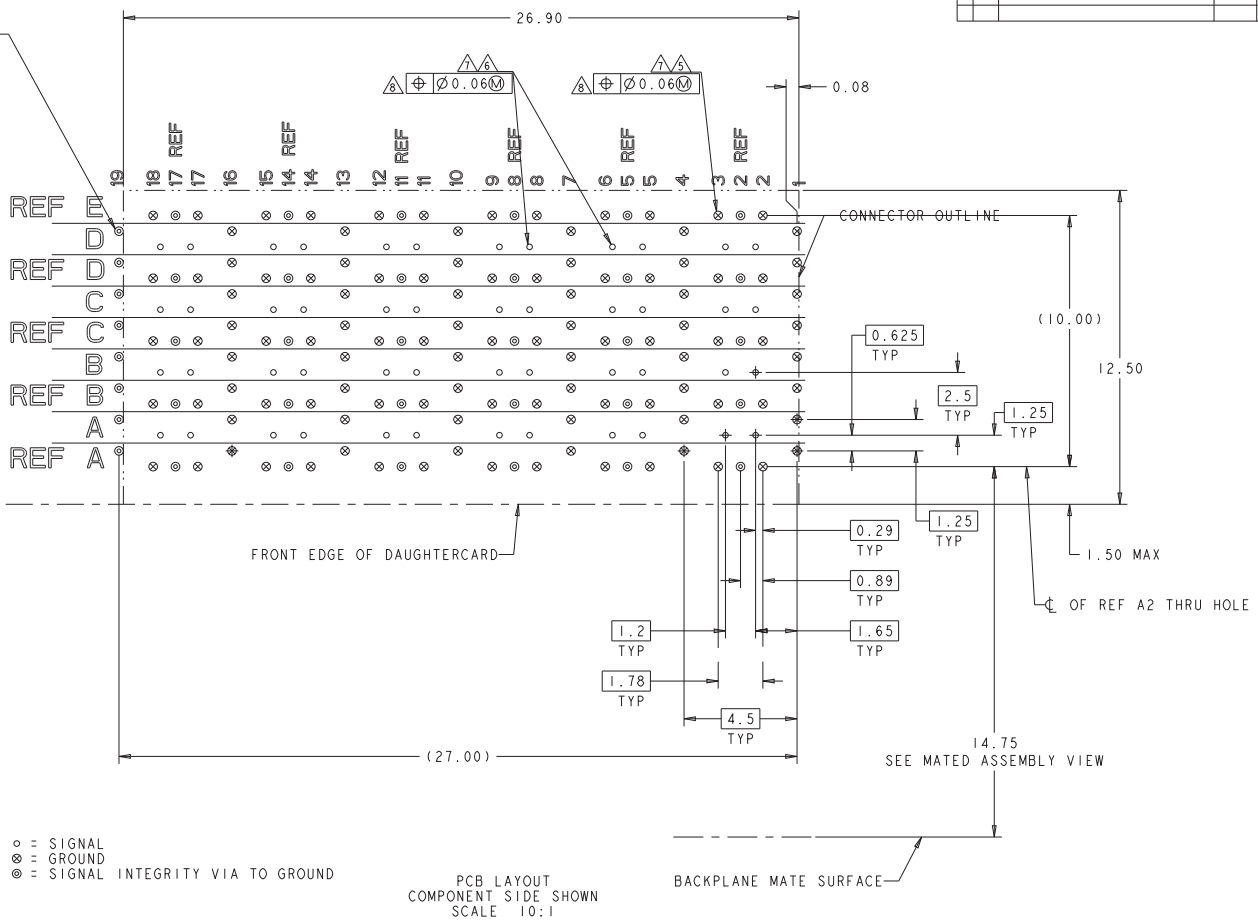 26.90
7 6
8 ⌖ Ø0.06Ⓜ
7 5
8 ⌖ Ø0.06Ⓜ
0.08
REF REF REF REF REF REF
19 18 17 17 16 15 14 14 13 12 11 11 10 9 8 8 7 6 5 5 4 3 2 2 1
REF E
CONNECTOR OUTLINE
D
REF D
C
REF C
B
REF B
A
REF A
(10.00)
12.50
0.625
TYP
2.5
TYP
1.25
TYP
1.25
TYP
0.29
TYP
0.89
TYP
1.2
TYP
1.65
TYP
1.78
TYP
4.5
TYP
FRONT EDGE OF DAUGHTERCARD
1.50 MAX
℄ OF REF A2 THRU HOLE
(27.00)
14.75
SEE MATED ASSEMBLY VIEW
○ = SIGNAL
⊗ = GROUND
◎ = SIGNAL INTEGRITY VIA TO GROUND
PCB LAYOUT
COMPONENT SIDE SHOWN
SCALE 10:1
BACKPLANE MATE SURFACE